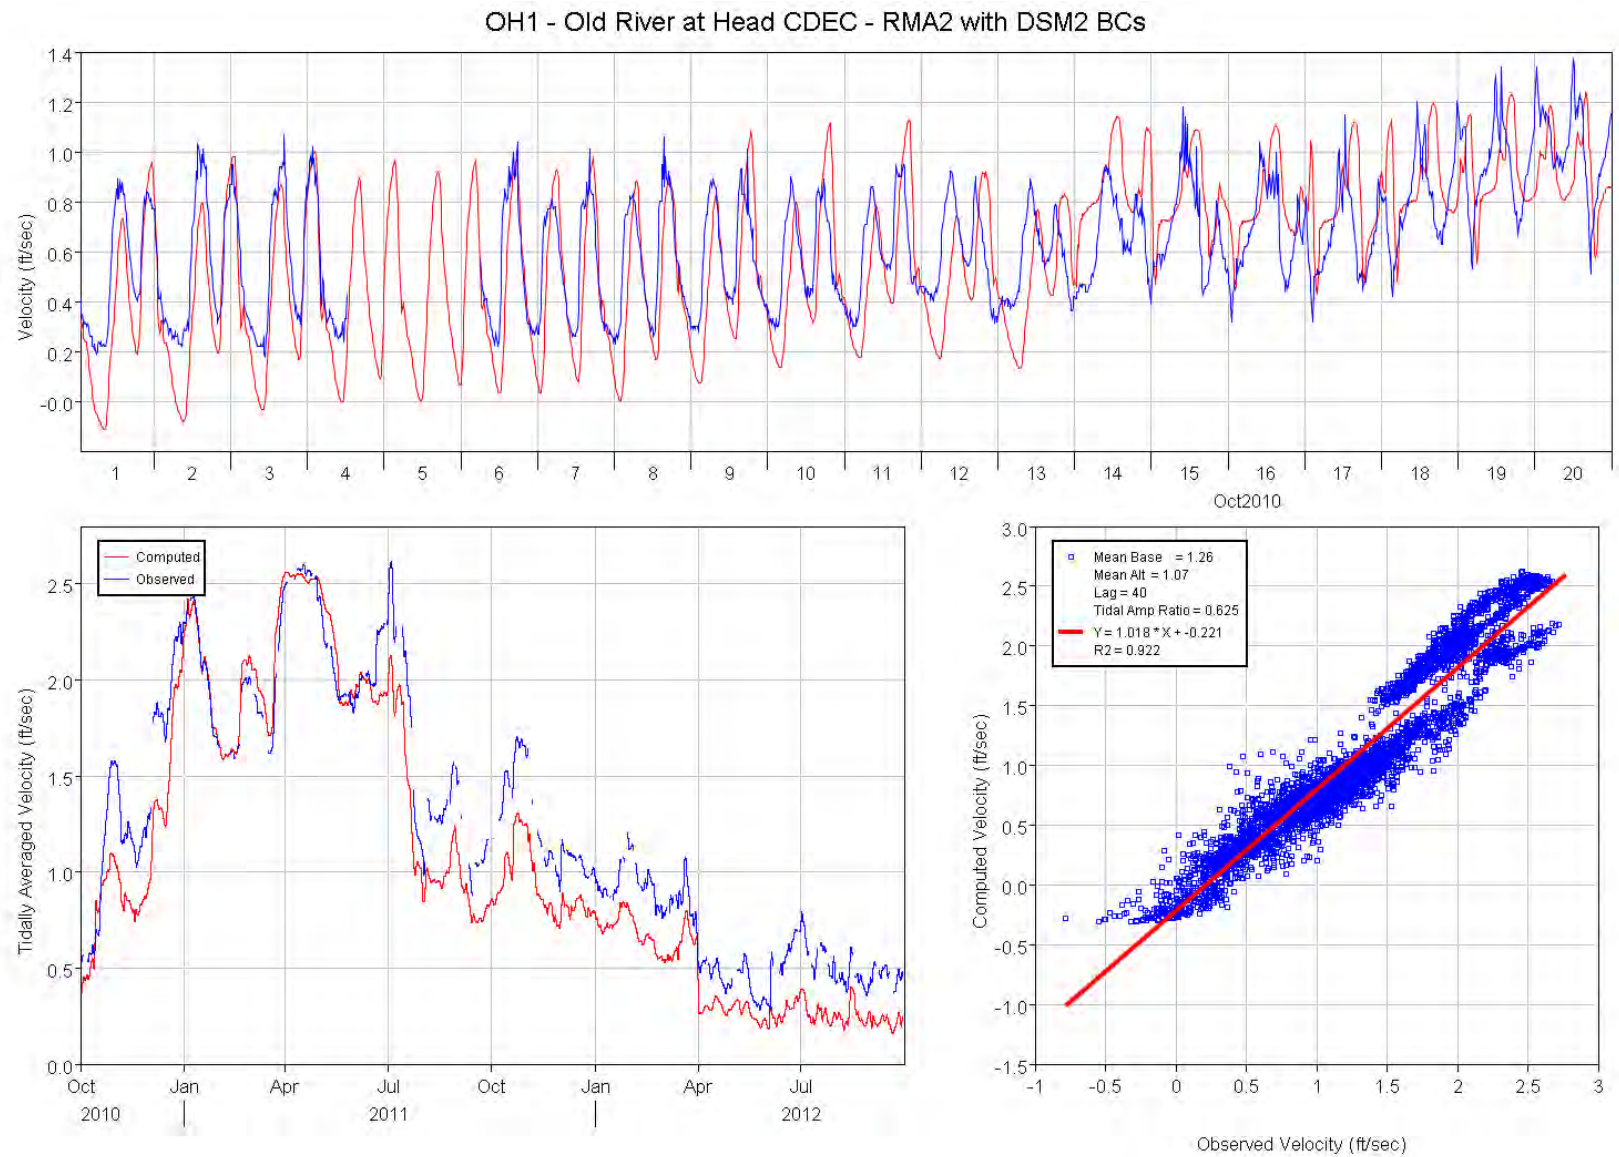 OH1 - Old River at Head CDEC - RMA2 with DSM2 BCs
1.4
1.2
1.0
0.8
0.6
0.4
0.2
-0.0
Velocity (ft/sec)
1 2 3 4 5 6 7 8 9 10 11 12 13 14 15 16 17 18 19 20
Oct2010
Computed
Observed
2.5
2.0
1.5
1.0
0.5
0.0
Tidally Averaged Velocity (ft/sec)
Oct Jan Apr Jul Oct Jan Apr Jul
2010 2011 2012
Mean Base = 1.26
Mean Alt = 1.07
Lag = 40
Tidal Amp Ratio = 0.625
Y = 1.018 * X + -0.221
R2 = 0.922
3.0
2.5
2.0
1.5
1.0
0.5
0.0
-0.5
-1.0
-1.5
Computed Velocity (ft/sec)
-1 -0.5 0 0.5 1 1.5 2 2.5 3
Observed Velocity (ft/sec)